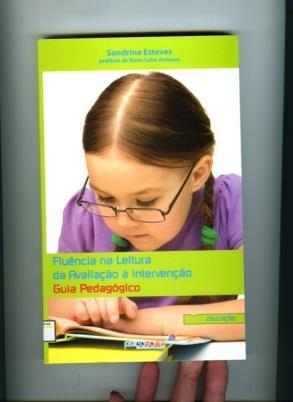 Sandrina Esteves
prefácio de Nuno Lobo Antunes
Fluência na Leitura
da Avaliação à Intervenção
Guia Pedagógico
EDUCAÇÃO